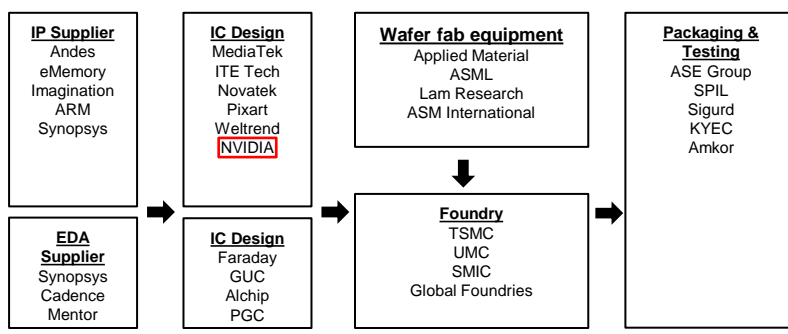 IP Supplier
Andes
eMemory
Imagination
ARM
Synopsys
EDA
Supplier
Synopsys
Cadence
Mentor
IC Design
MediaTek
ITE Tech
Novatek
Pixart
Weltrend
NVIDIA
IC Design
Faraday
GUC
Alchip
PGC
Wafer fab equipment
Applied Material
ASML
Lam Research
ASM International
Foundry
TSMC
UMC
SMIC
Global Foundries
Packaging &
Testing
ASE Group
SPIL
Sigurd
KYEC
Amkor